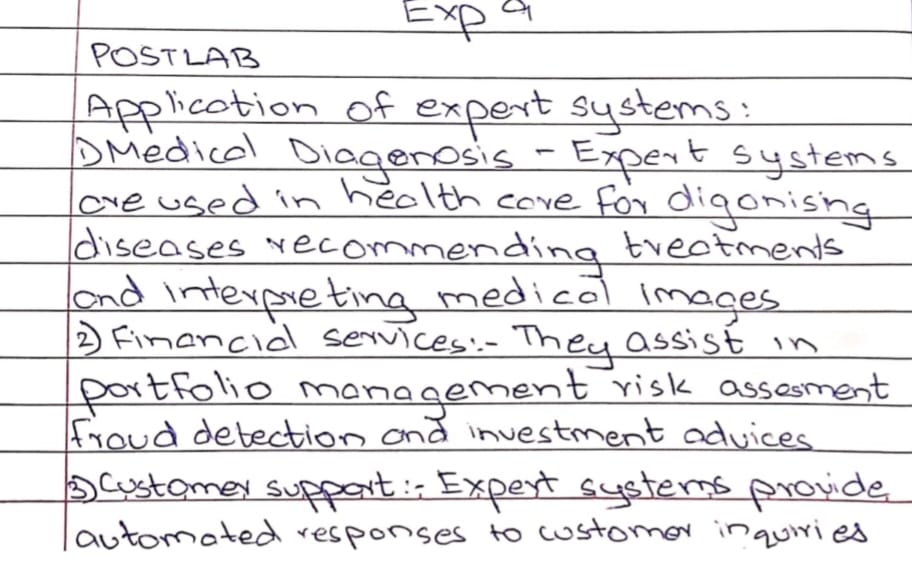 Exp 9
POSTLAB
Application of expert systems:
1) Medical Diagenosis - Expert systems
are used in health care for digonising
diseases recommending treatments
and interpreting medical images
2) Financial services:- They assist in
portfolio management risk assesment
fraud detection and investment advices
3) Customer support:- Expert systems provide
automated responses to customer inquiries